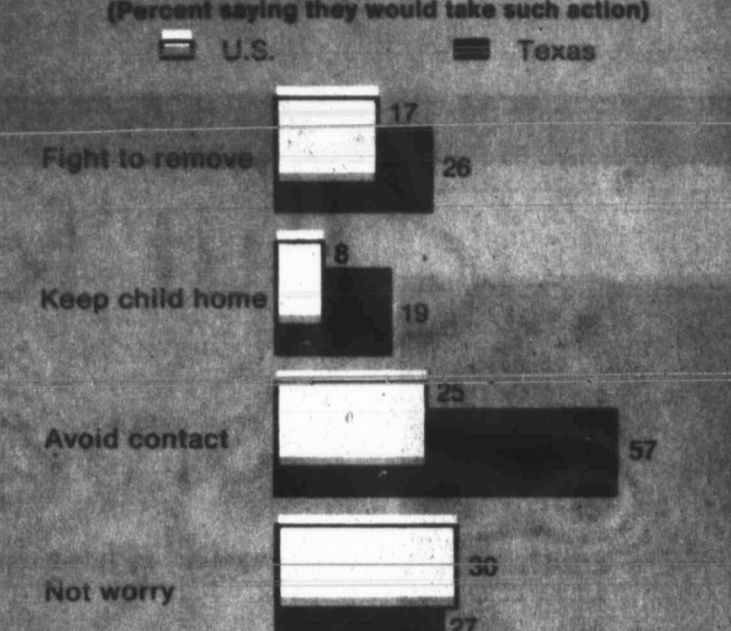 (Percent saying they would take such action)
U.S. Texas
17
Fight to remove
26
8
Keep child home
19
25
Avoid contact
57
30
Not worry
27